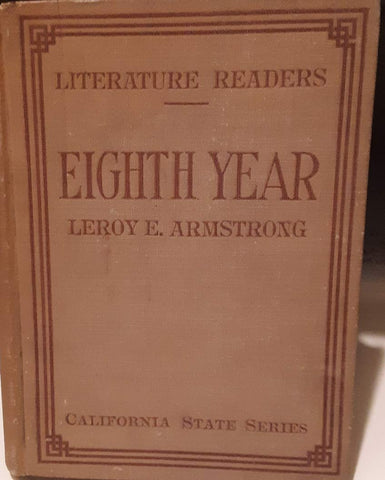 LITERATURE READERS
EIGHTH YEAR
LEROY E. ARMSTRONG
CALIFORNIA STATE SERIES